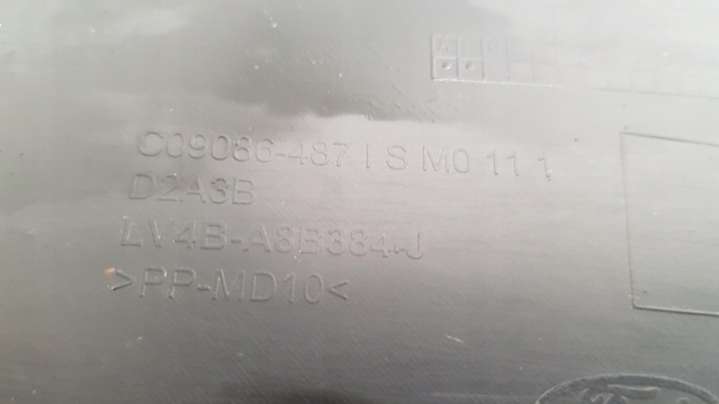 C09086-487 I S M0 11 1
D2A3B
LV4B-A8B384-J
>PP-MD10<